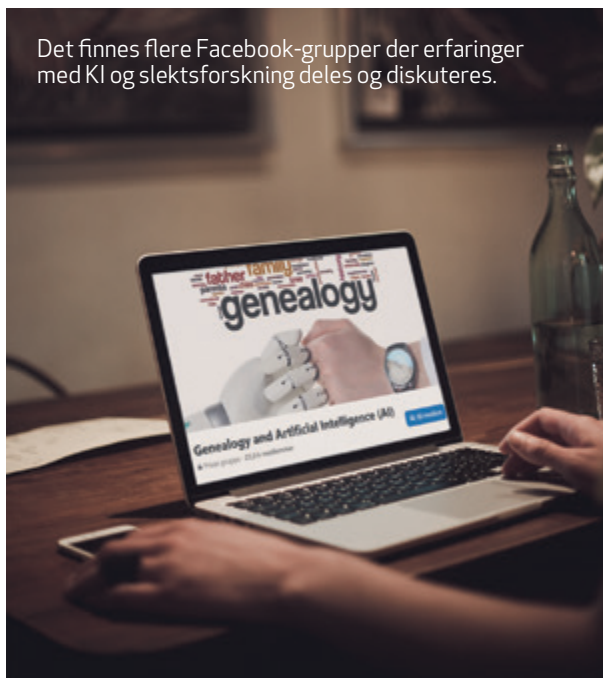 Det finnes flere Facebook-grupper der erfaringer
med KI og slektsforskning deles og diskuteres.
father family
genealogy
Genealogy and Artificial Intelligence (AI)